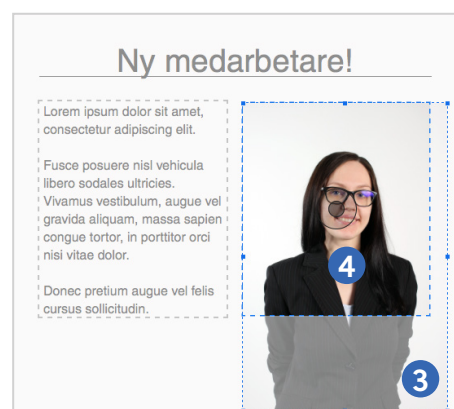 Ny medarbetare!
Lorem ipsum dolor sit amet,
consectetur adipiscing elit.
Fusce posuere nisl vehicula
libero sodales ultricies.
Vivamus vestibulum, augue vel
gravida aliquam, massa sapien
congue tortor, in porttitor orci
nisi vitae dolor.
Donec pretium augue vel felis
cursus sollicitudin.
4
3